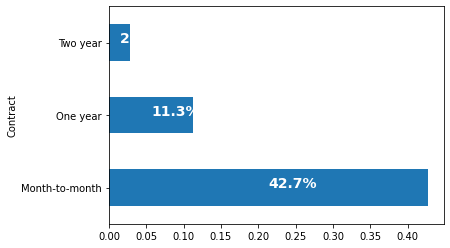 Two year
2
One year
11.3%
Month-to-month
42.7%
Contract
0.00 0.05 0.10 0.15 0.20 0.25 0.30 0.35 0.40